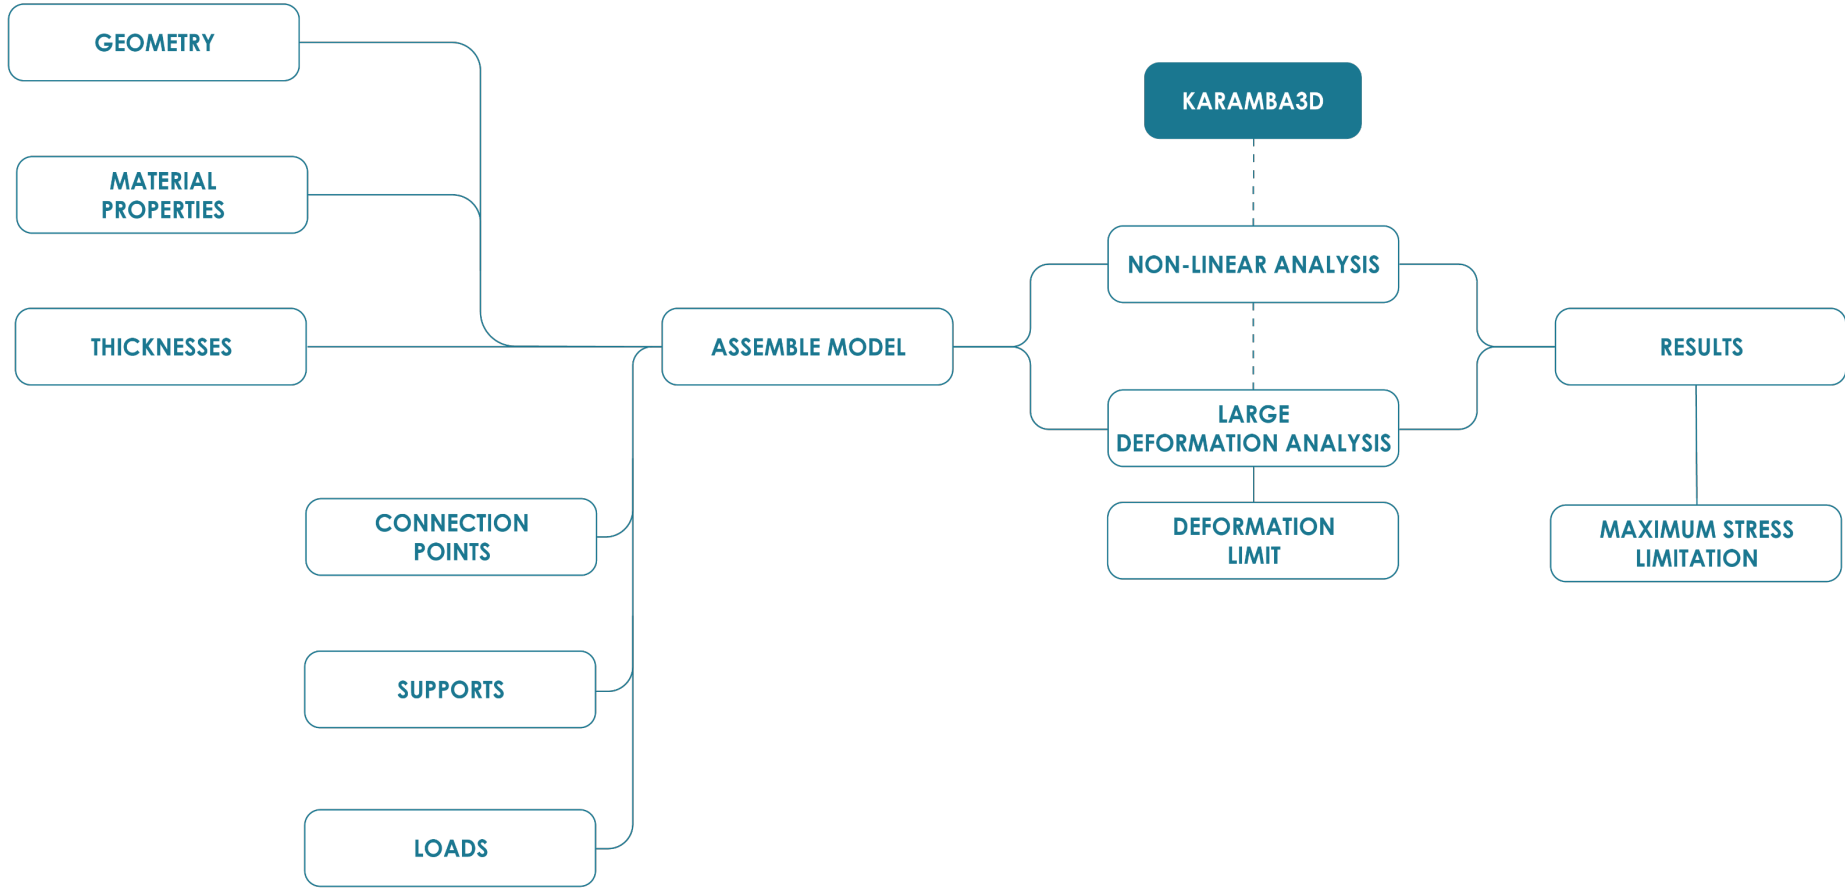 GEOMETRY
MATERIAL
PROPERTIES
THICKNESSES
CONNECTION
POINTS
SUPPORTS
LOADS
ASSEMBLE MODEL
KARAMBA3D
NON-LINEAR ANALYSIS
LARGE
DEFORMATION ANALYSIS
DEFORMATION
LIMIT
RESULTS
MAXIMUM STRESS
LIMITATION